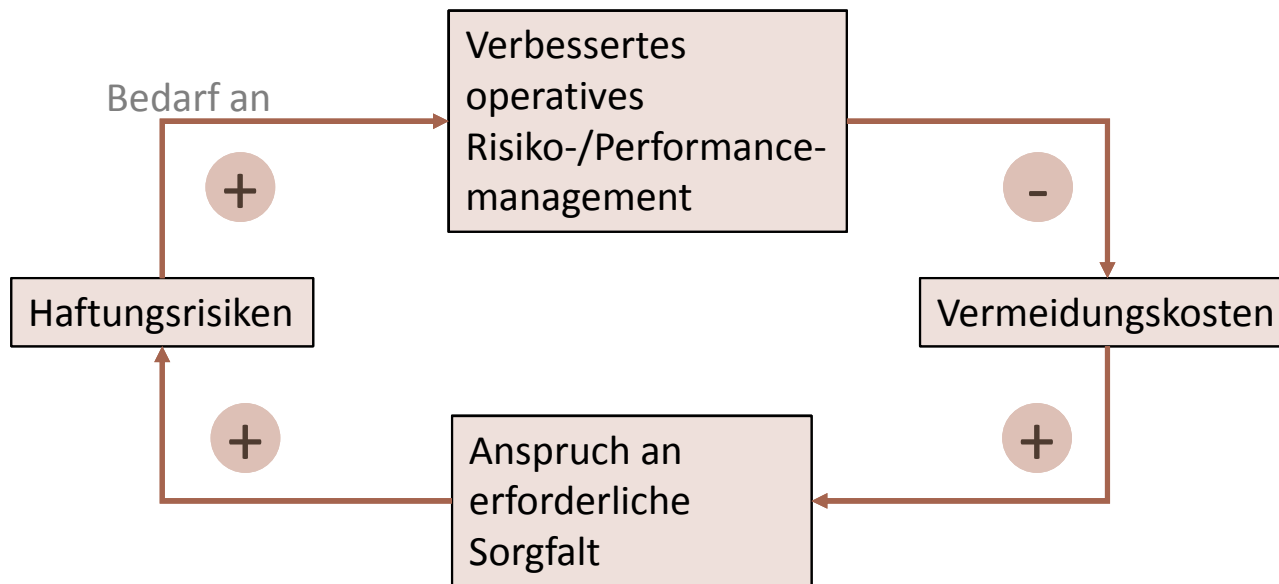 Verbessertes
operatives
Risiko-/Performance-
management
Bedarf an
+
-
Haftungsrisiken
Vermeidungskosten
+
+
Anspruch an
erforderliche
Sorgfalt